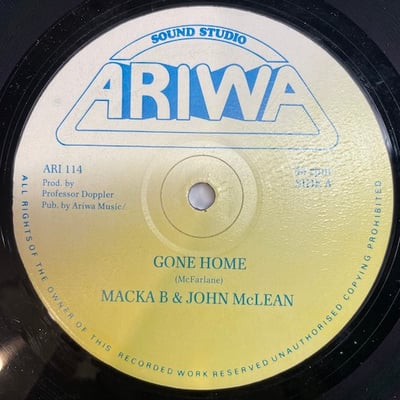 SOUND STUDIO
ARIWA
ARI 114
Prod. by
Professor Doppler
Pub. by Ariwa Music/
SIDE A
GONE HOME
(McFarlane)
MACKA B & JOHN McLEAN
ALL RIGHTS OF THE OWNER OF THIS RECORDED WORK RESERVED. UNAUTHORISED COPYING PROHIBITED